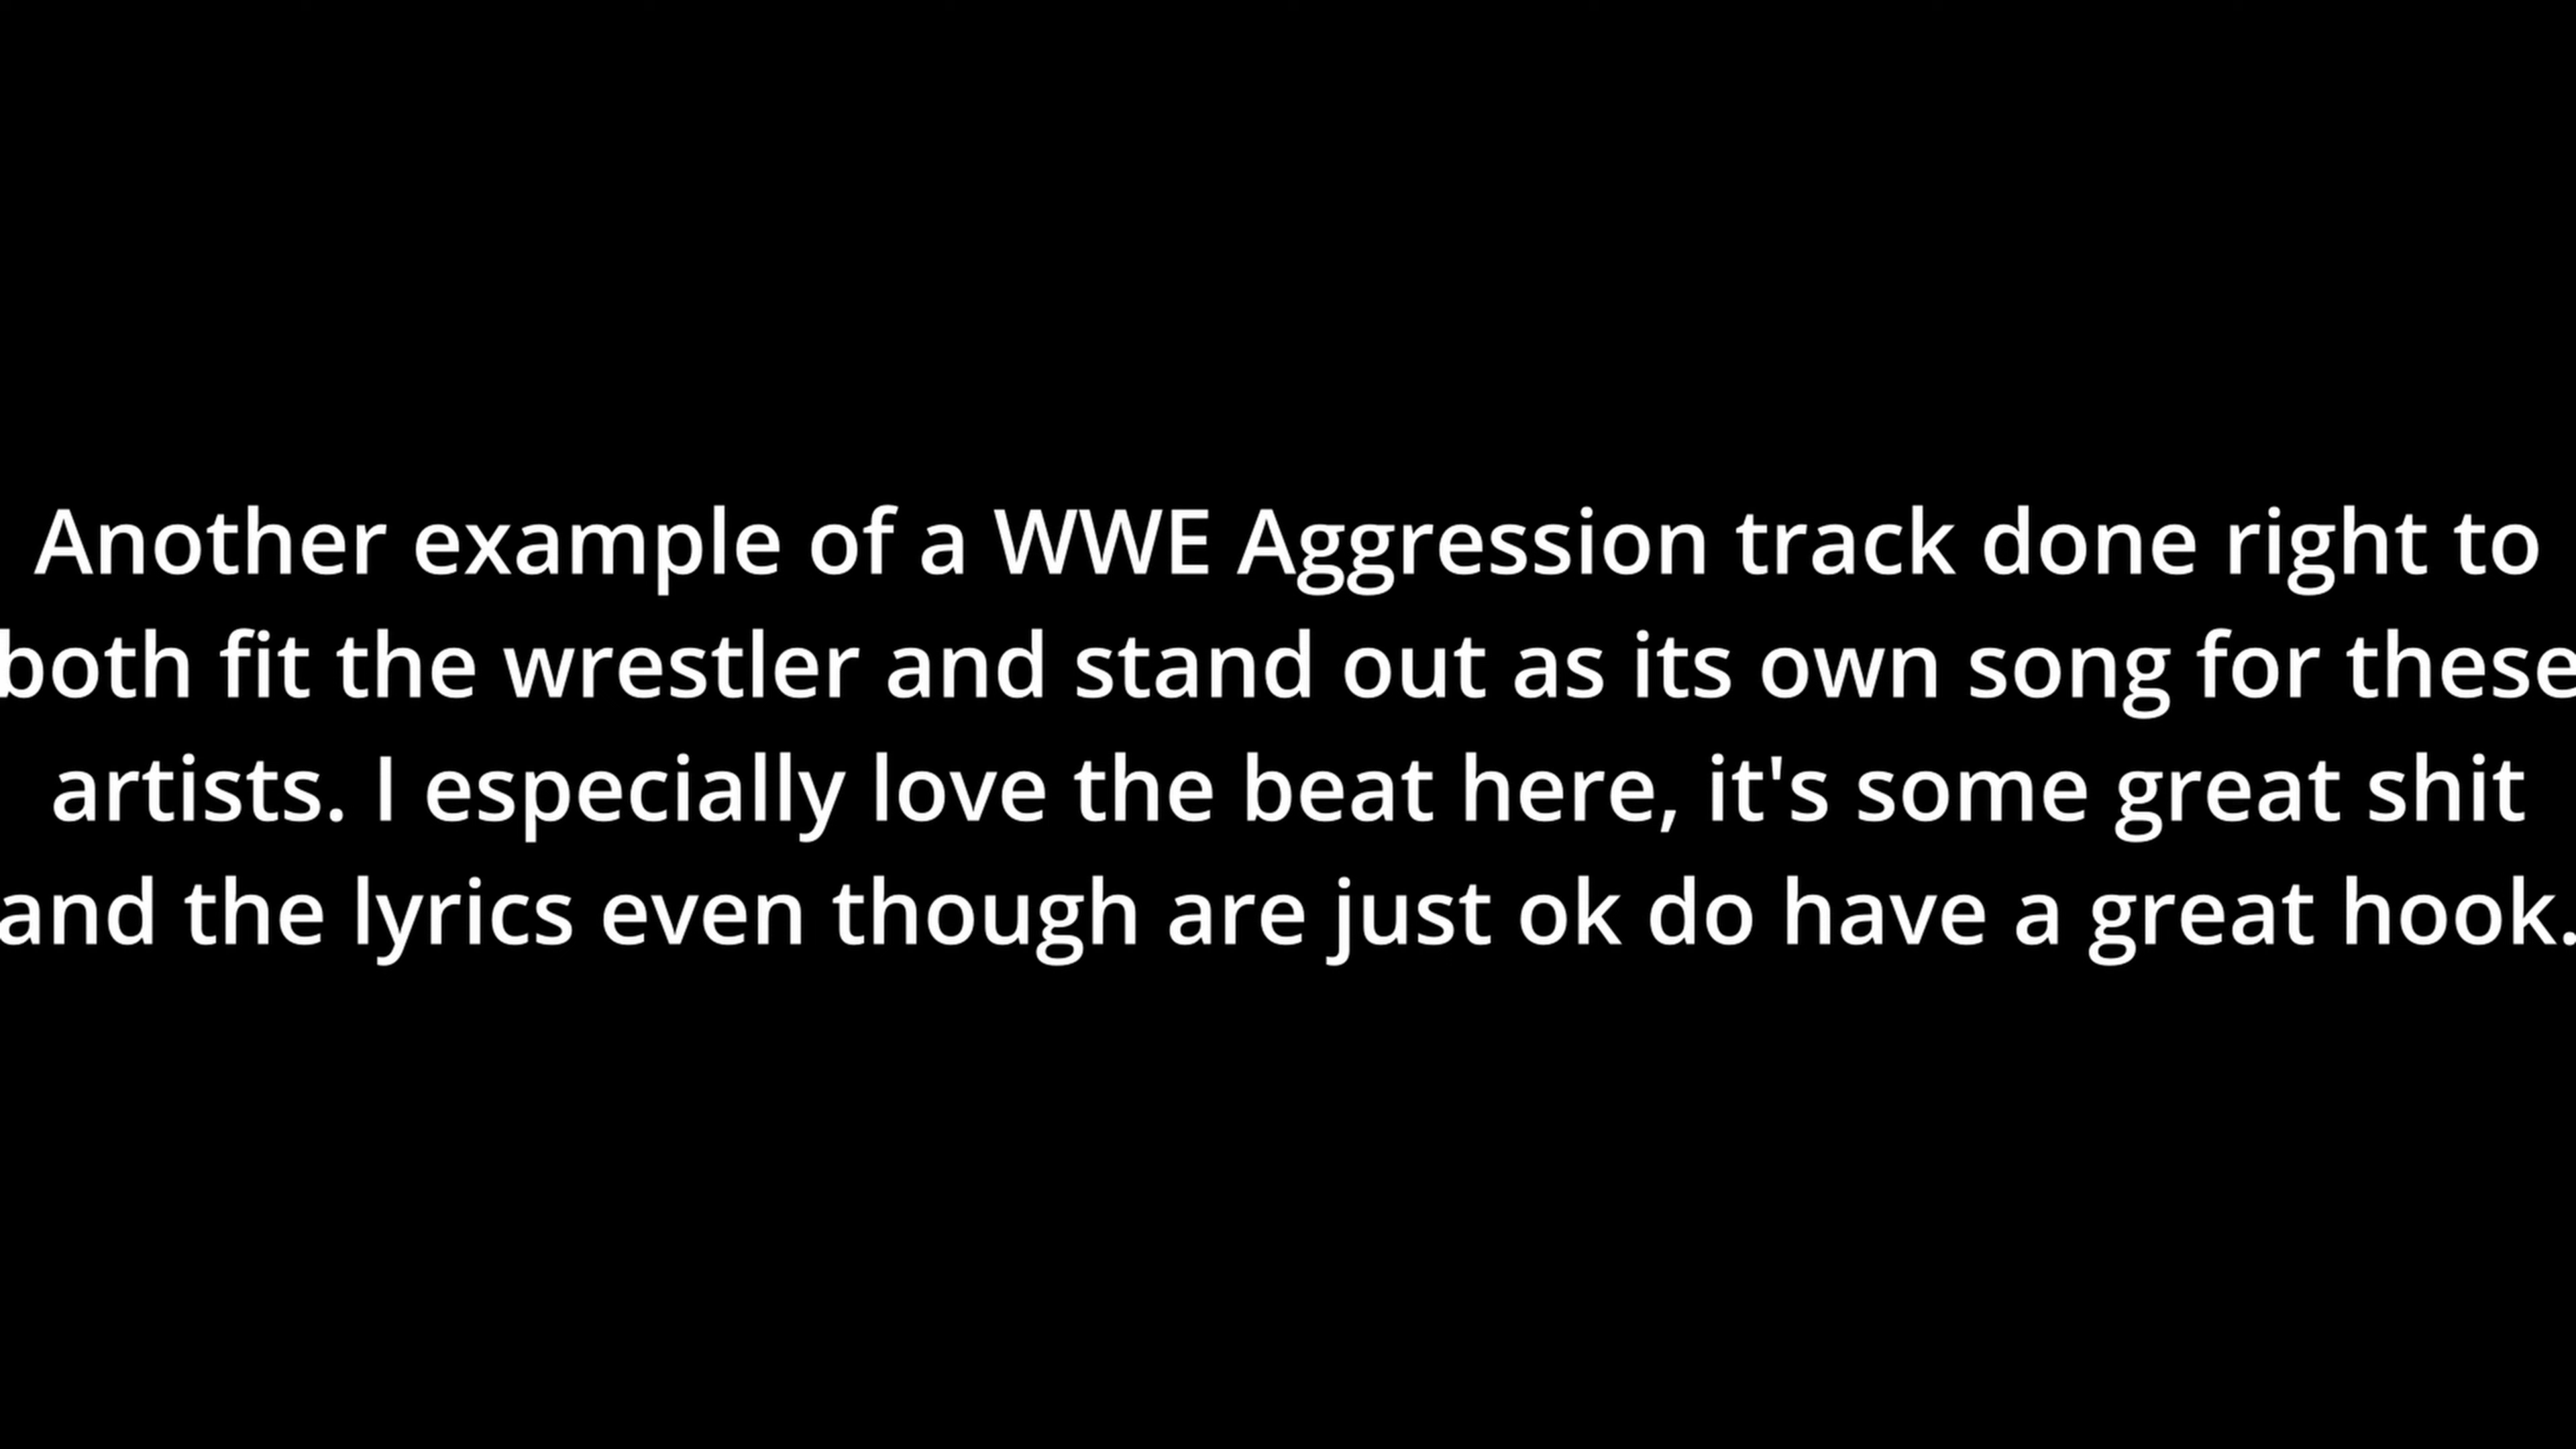 Another example of a WWE Aggression track done right to
both fit the wrestler and stand out as its own song for these
artists. I especially love the beat here, it's some great shit
and the lyrics even though are just ok do have a great hook.